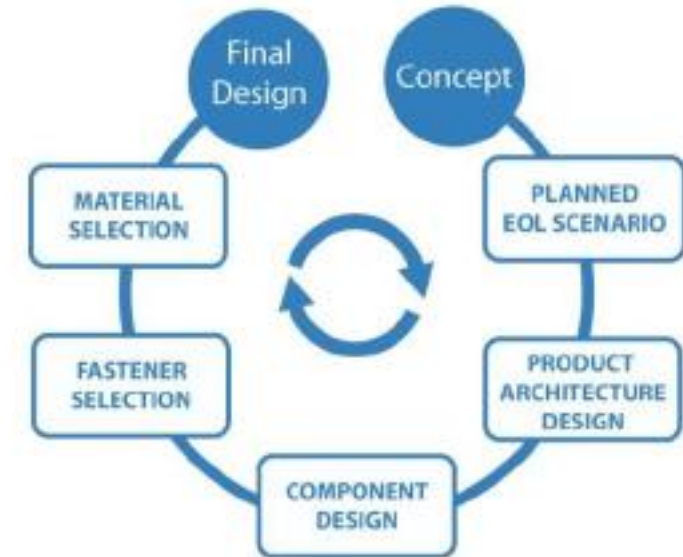 Final
Design
Concept
MATERIAL
SELECTION
PLANNED
EOL SCENARIO
FASTENER
SELECTION
PRODUCT
ARCHITECTURE
DESIGN
COMPONENT
DESIGN